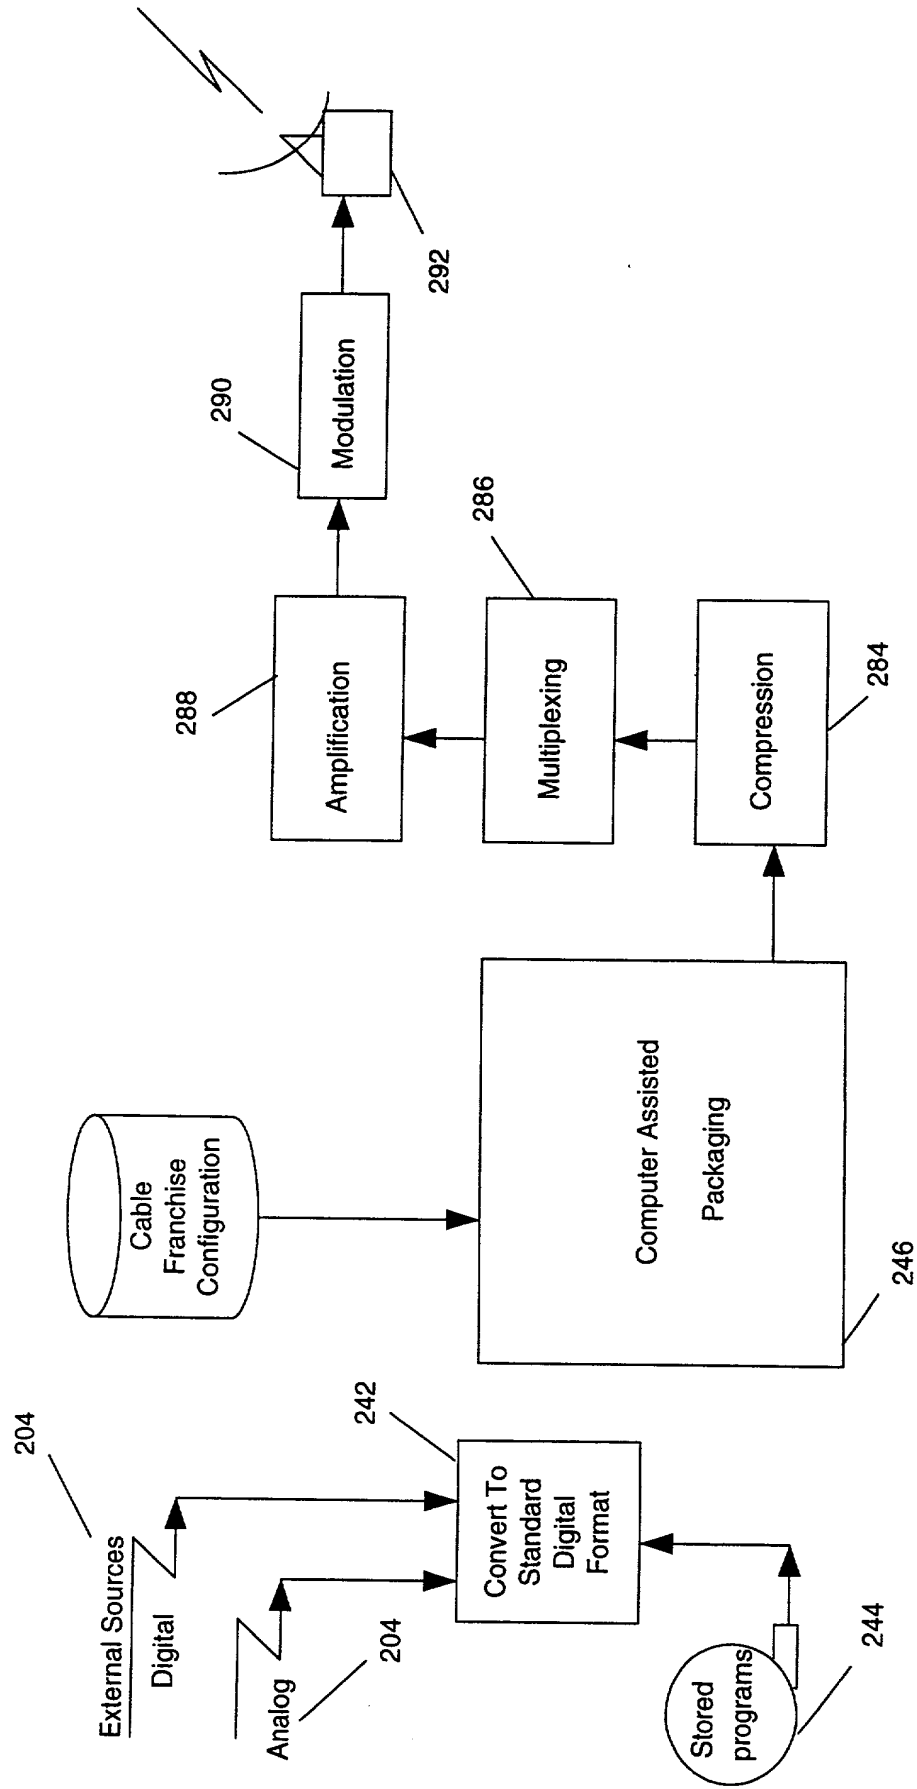 204
External Sources
Digital
Analog
204
242
Convert To
Standard
Digital
Format
Stored
programs
244
Cable
Franchise
Configuration
Computer Assisted
Packaging
246
Compression
284
Multiplexing
286
Amplification
288
Modulation
290
292